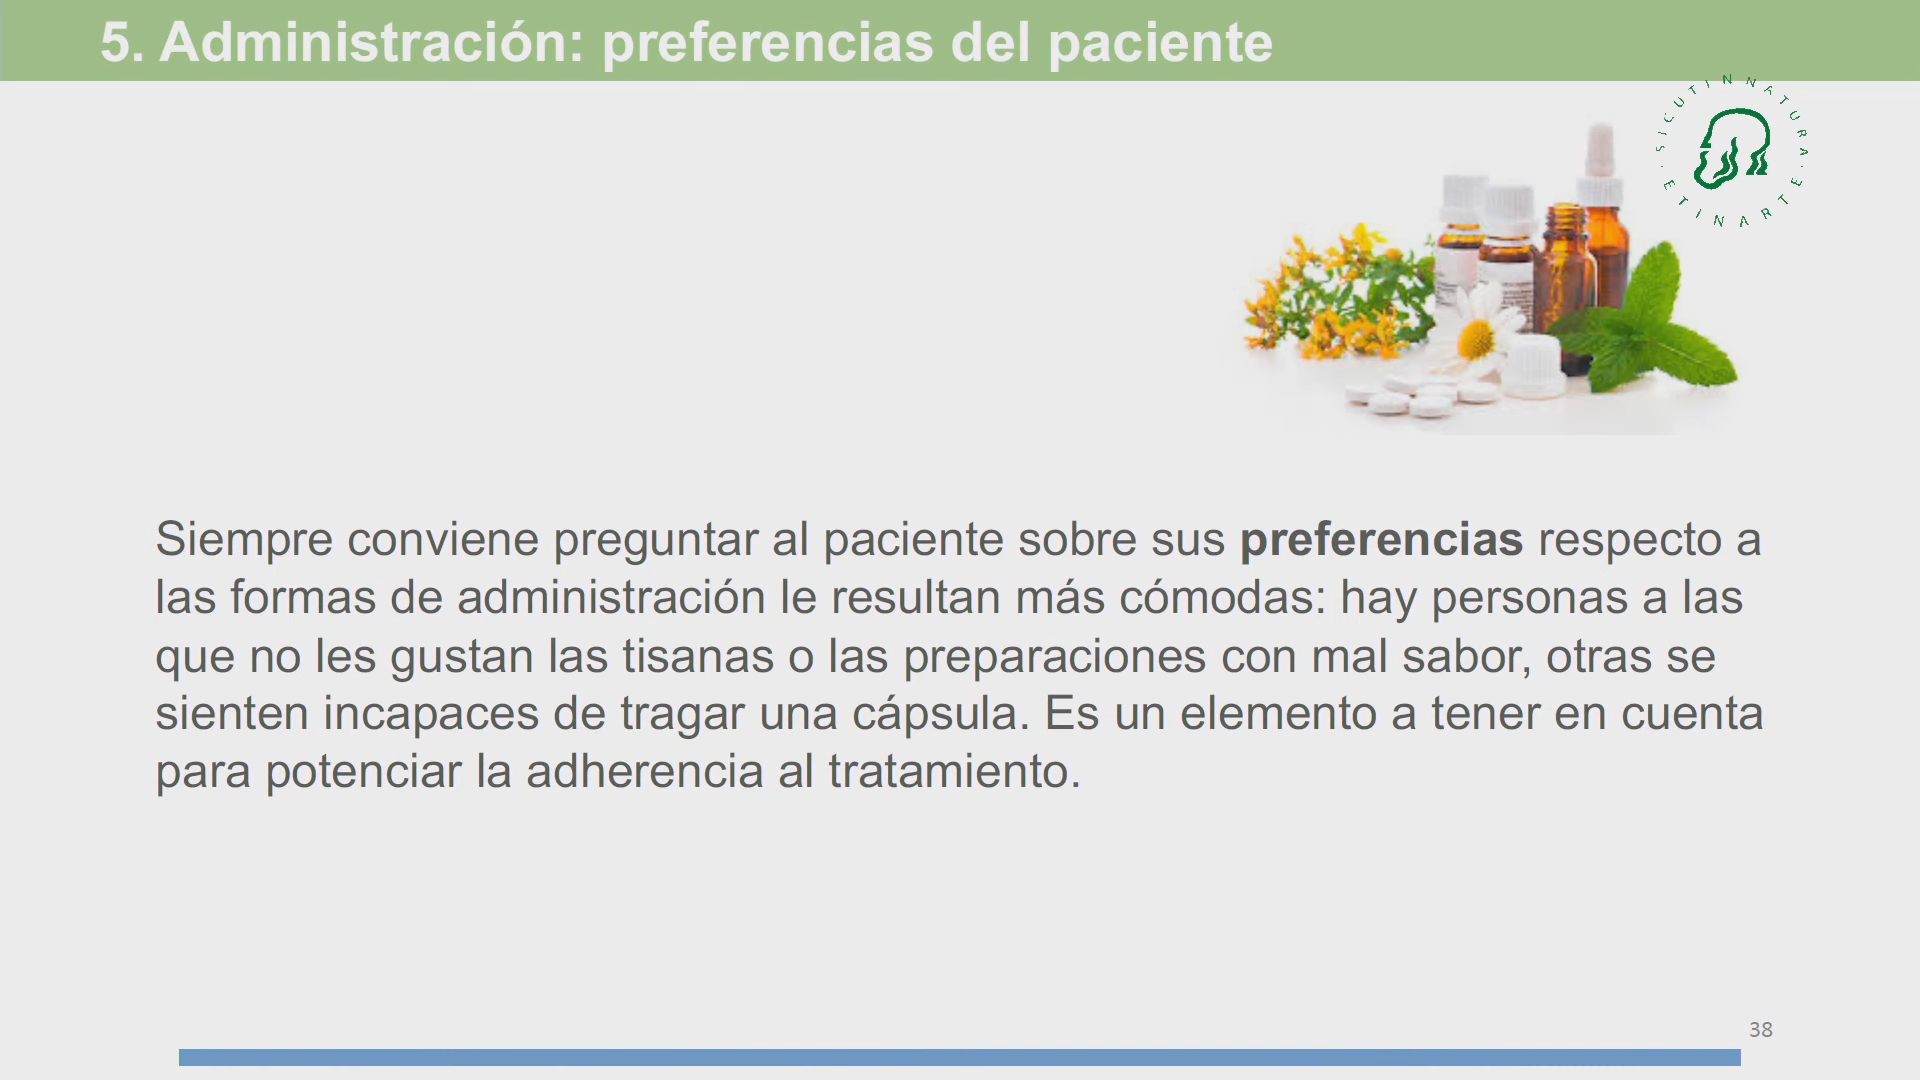 5. Administración: preferencias del paciente
· SICUT IN NATURA · ET IN ARTE
Siempre conviene preguntar al paciente sobre sus preferencias respecto a
las formas de administración le resultan más cómodas: hay personas a las
que no les gustan las tisanas o las preparaciones con mal sabor, otras se
sienten incapaces de tragar una cápsula. Es un elemento a tener en cuenta
para potenciar la adherencia al tratamiento.
38